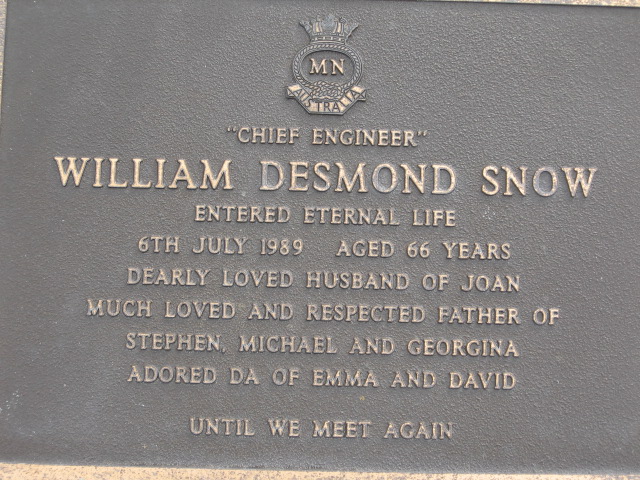 MN
AUSTRALIA
"CHIEF ENGINEER"
WILLIAM DESMOND SNOW
ENTERED ETERNAL LIFE
6TH JULY 1989 AGED 66 YEARS
DEARLY LOVED HUSBAND OF JOAN
MUCH LOVED AND RESPECTED FATHER OF
STEPHEN, MICHAEL AND GEORGINA
ADORED DA OF EMMA AND DAVID
UNTIL WE MEET AGAIN